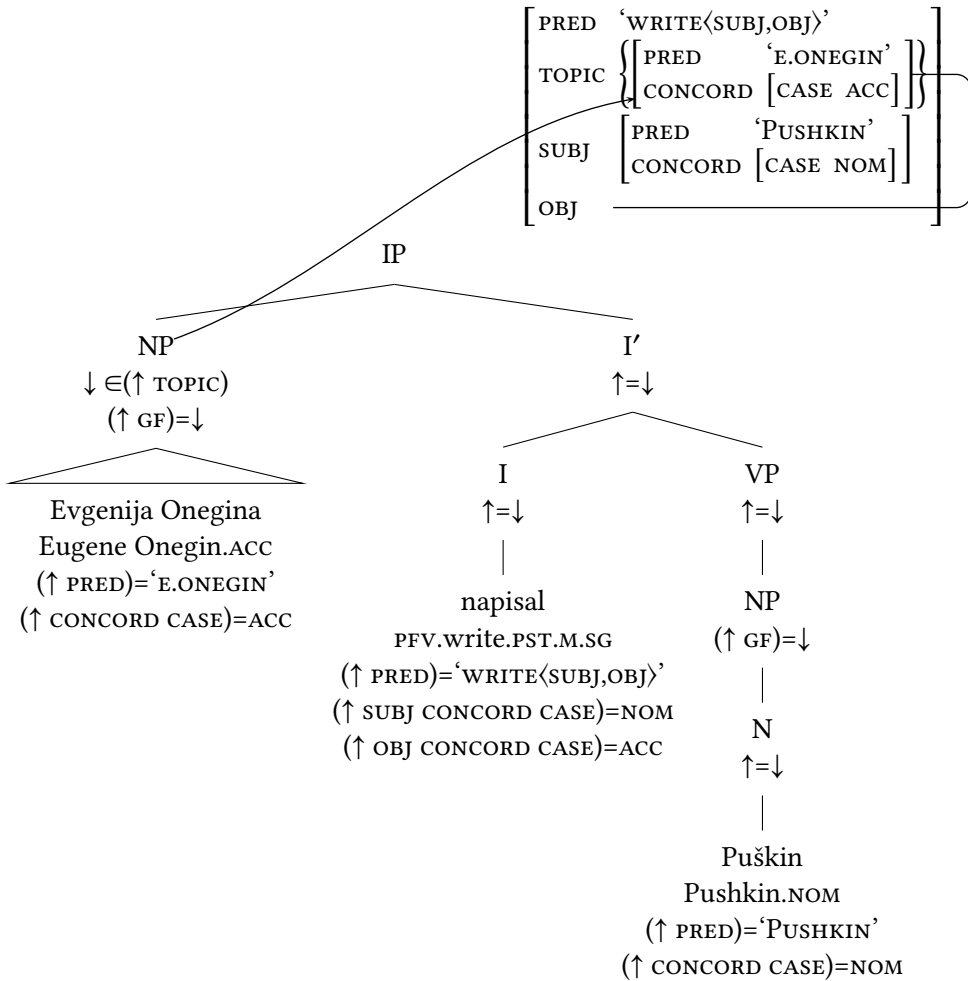 PRED ‘WRITE⟨SUBJ,OBJ⟩’
TOPIC {[PRED ‘E.ONEGIN’
CONCORD [CASE ACC]]}
SUBJ [PRED ‘PUSHKIN’
CONCORD [CASE NOM]]
OBJ
IP
NP
↓ ∈(↑ TOPIC)
(↑ GF)=↓
I′
↑=↓
Evgenija Onegina
Eugene Onegin.ACC
(↑ PRED)=‘E.ONEGIN’
(↑ CONCORD CASE)=ACC
I
↑=↓
VP
↑=↓
napisal
PFV.write.PST.M.SG
(↑ PRED)=‘WRITE⟨SUBJ,OBJ⟩’
(↑ SUBJ CONCORD CASE)=NOM
(↑ OBJ CONCORD CASE)=ACC
NP
(↑ GF)=↓
N
↑=↓
Puškin
Pushkin.NOM
(↑ PRED)=‘PUSHKIN’
(↑ CONCORD CASE)=NOM